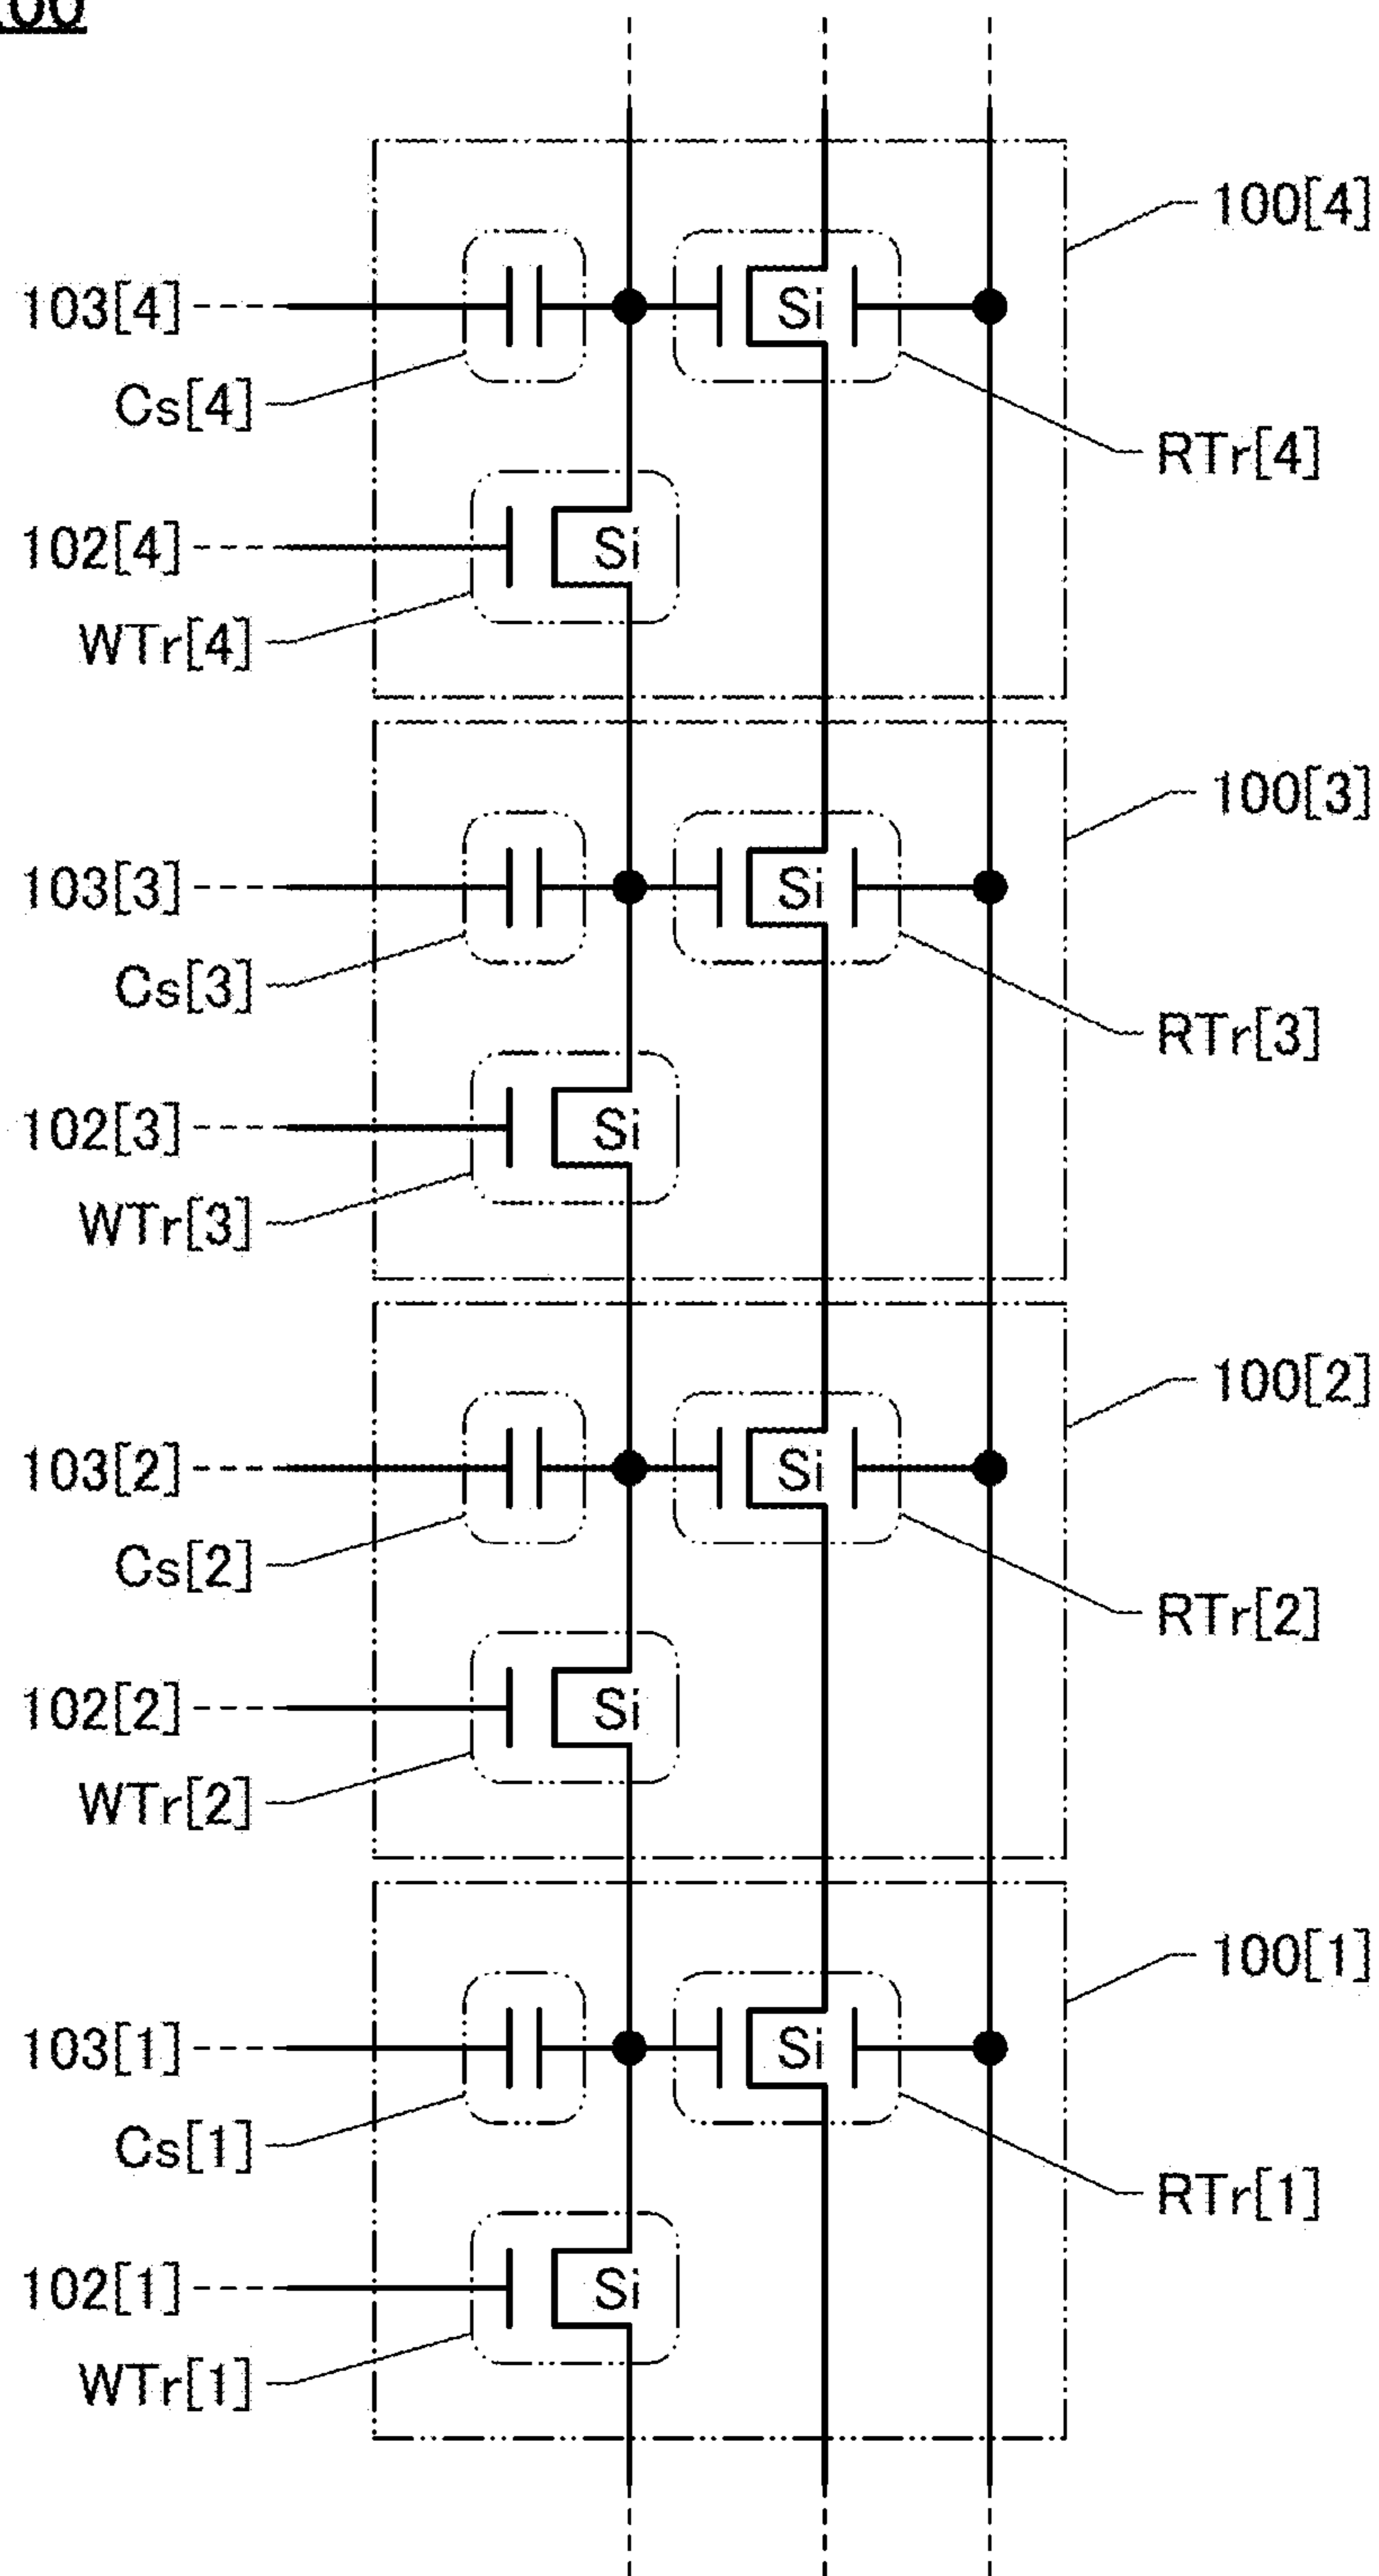 100[4]
103[4]
Si
Cs[4]
RTr[4]
102[4]
Si
WTr[4]
100[3]
103[3]
Si
Cs[3]
RTr[3]
102[3]
Si
WTr[3]
100[2]
103[2]
Si
Cs[2]
RTr[2]
102[2]
Si
WTr[2]
100[1]
103[1]
Si
Cs[1]
RTr[1]
102[1]
Si
WTr[1]